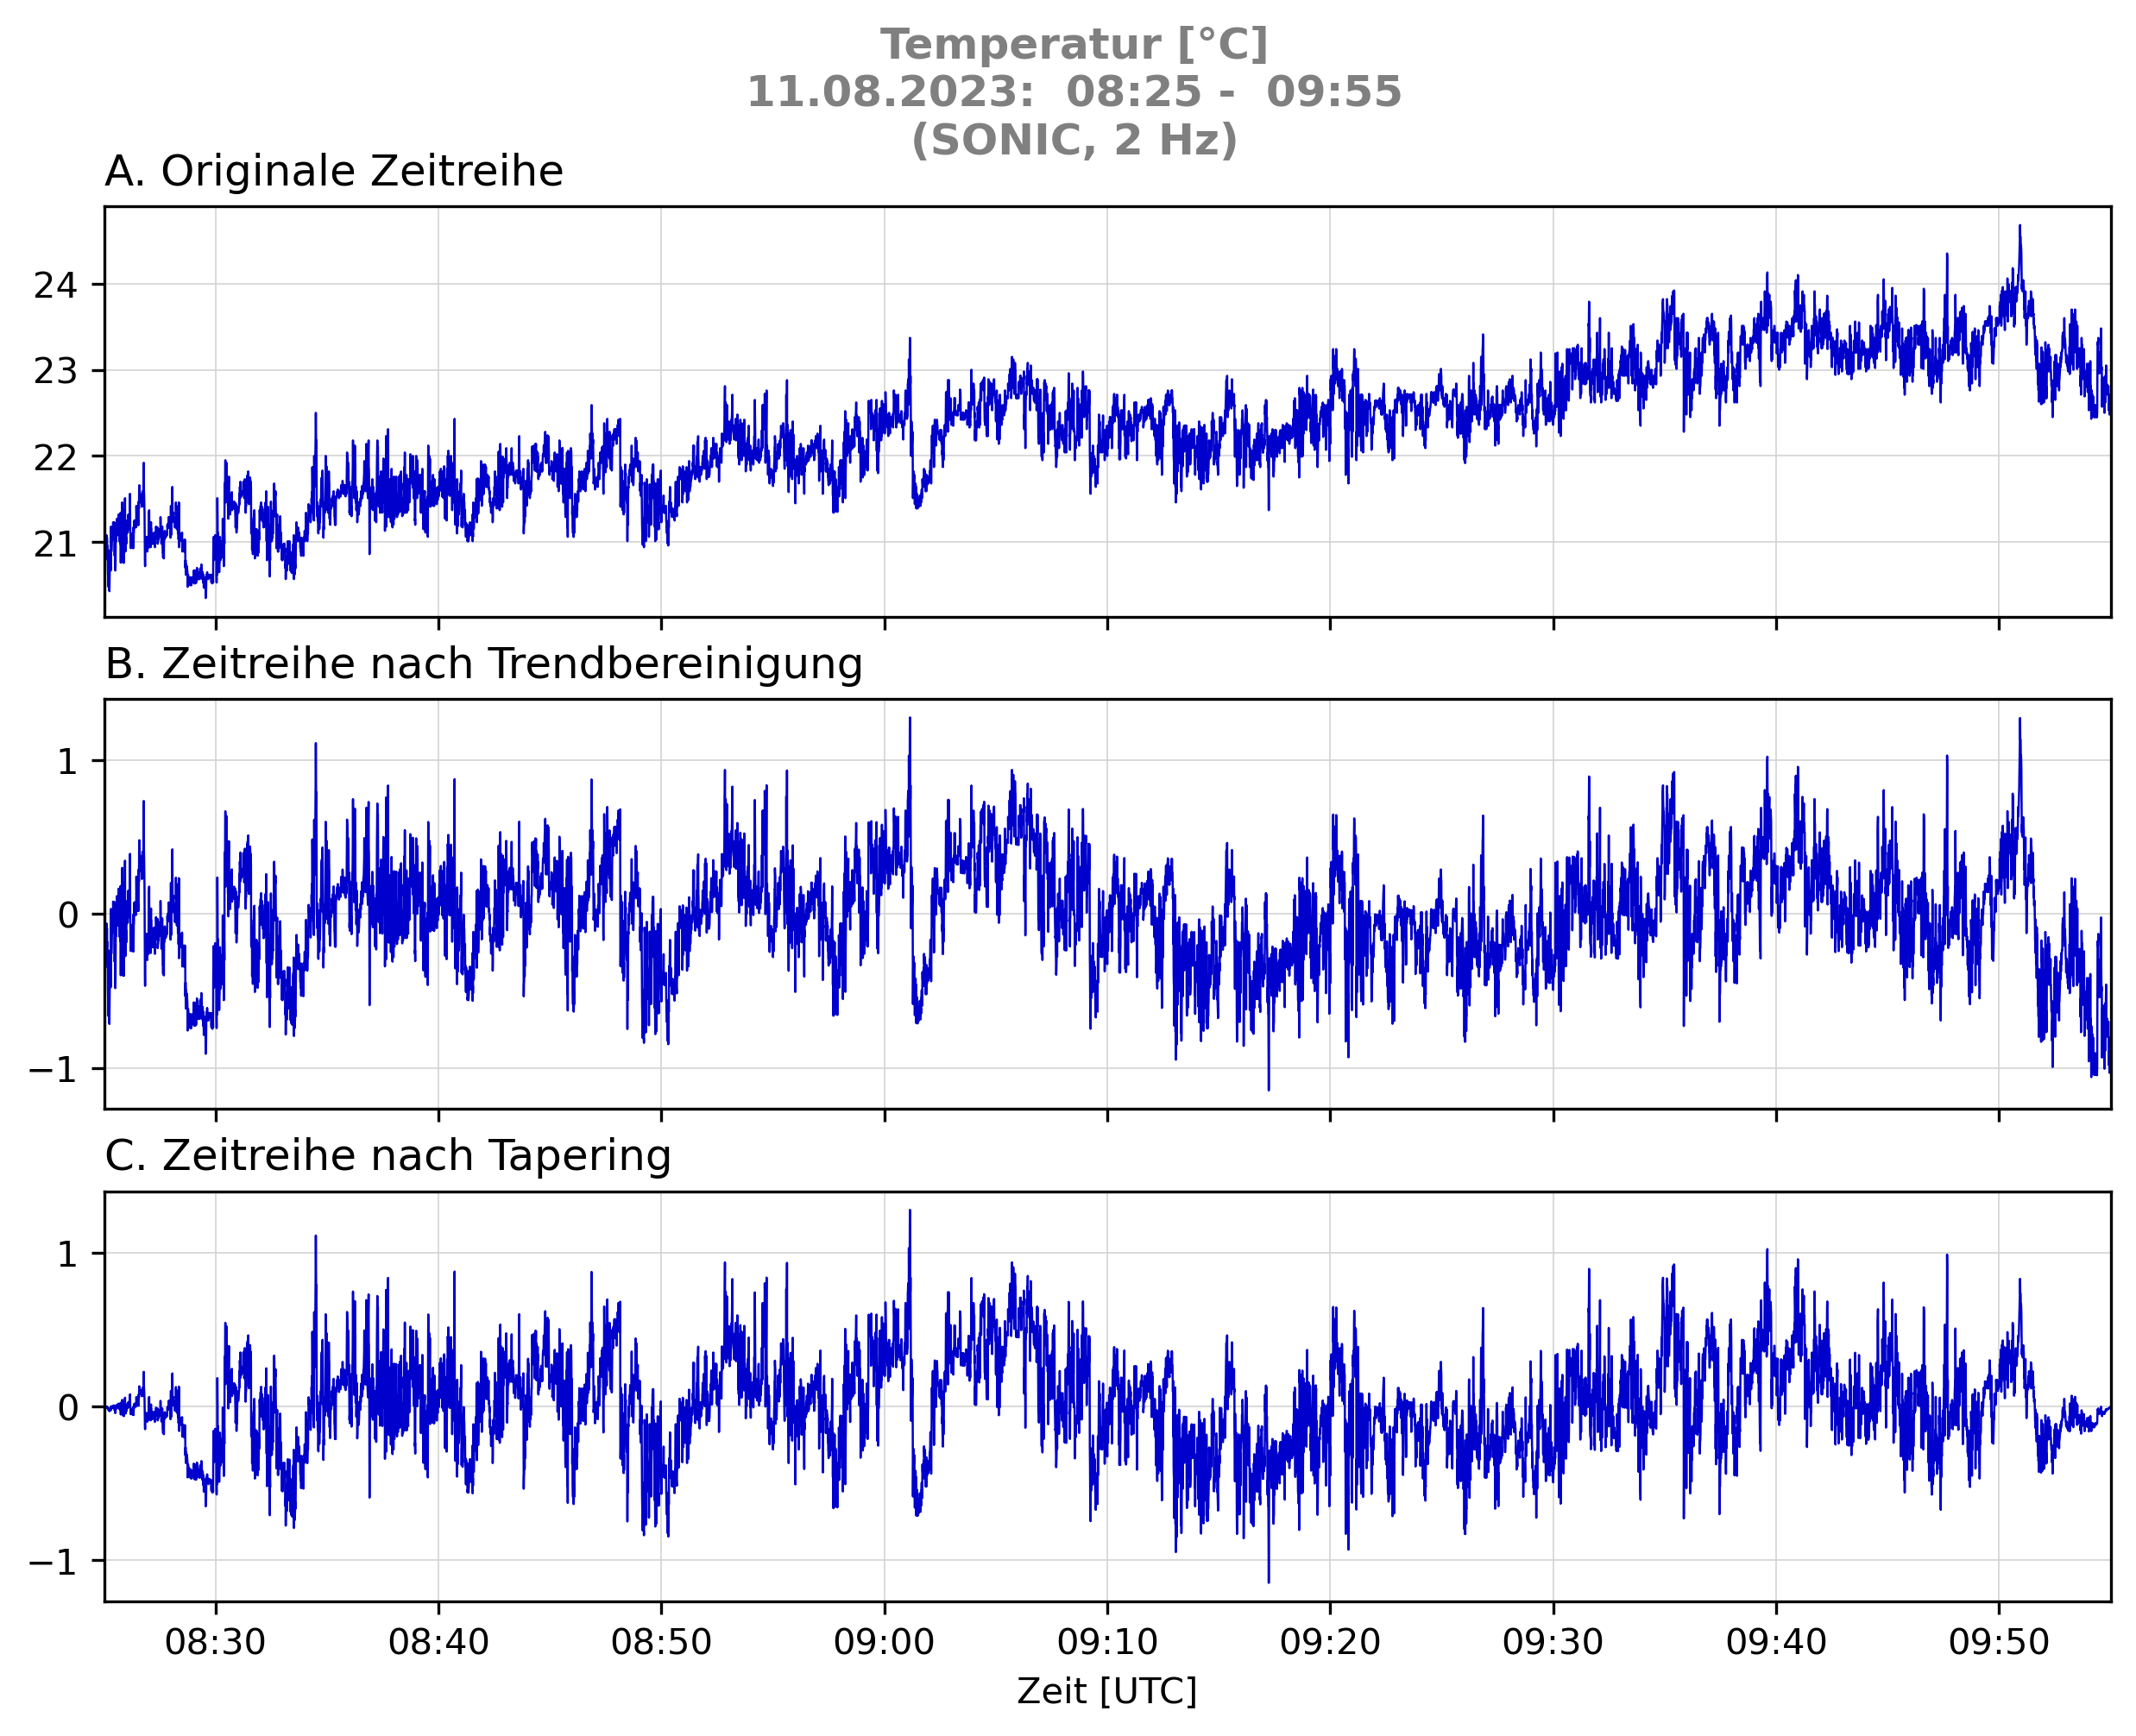 Temperatur [°C]
11.08.2023:  08:25 -  09:55
(SONIC, 2 Hz)
A. Originale Zeitreihe
24
23
22
21
B. Zeitreihe nach Trendbereinigung
1
0
−1
C. Zeitreihe nach Tapering
1
0
−1
08:30 08:40 08:50 09:00 09:10 09:20 09:30 09:40 09:50
Zeit [UTC]